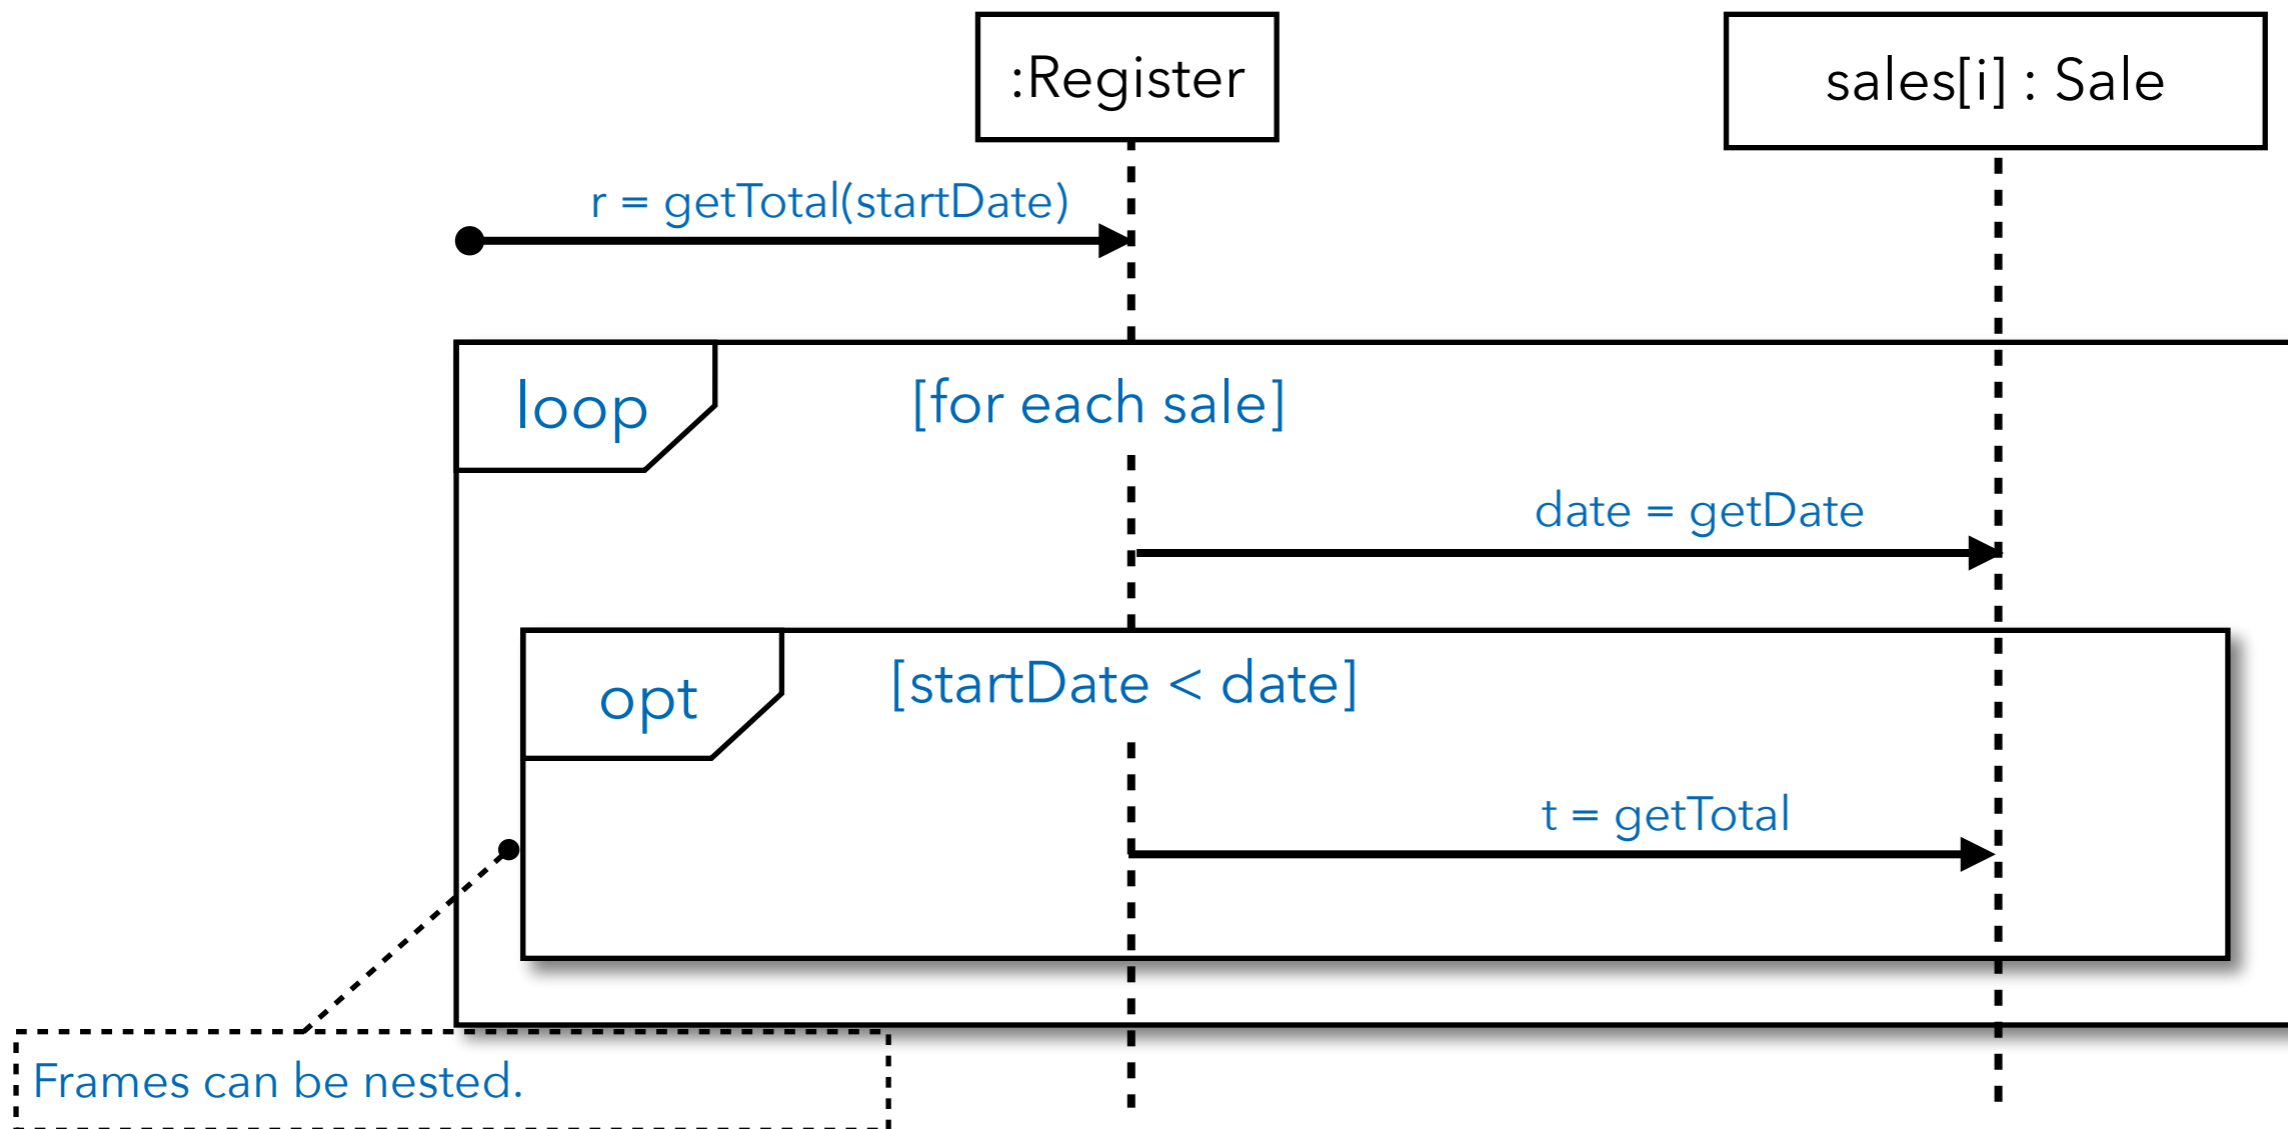 :Register
sales[i] : Sale
r = getTotal(startDate)
loop
[for each sale]
date = getDate
opt
[startDate < date]
t = getTotal
Frames can be nested.